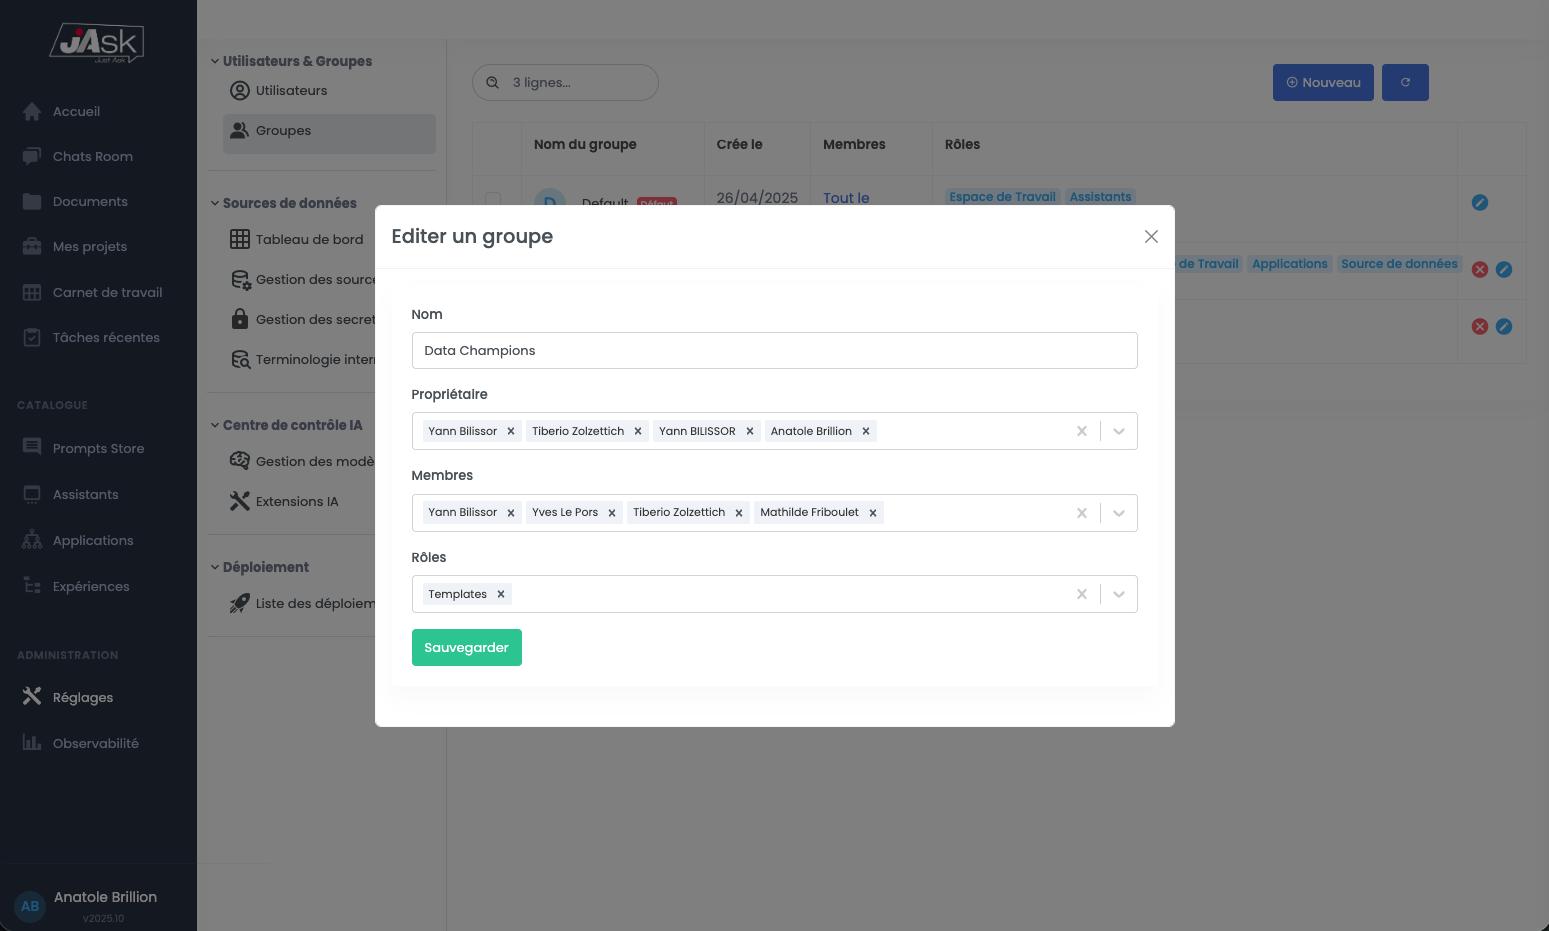 jAsk
Just Ask
Accueil
Chats Room
Documents
Mes projets
Carnet de travail
Tâches récentes
CATALOGUE
Prompts Store
Assistants
Applications
Expériences
ADMINISTRATION
Réglages
Observabilité
AB
Anatole Brillion
v2025.10
Utilisateurs & Groupes
Utilisateurs
Groupes
Sources de données
Tableau de bord
Gestion des source
Gestion des secret
Terminologie inter
Centre de contrôle IA
Gestion des modè
Extensions IA
Déploiement
Liste des déploiem
3 lignes...
Nouveau
Nom du groupe Crée le Membres Rôles
D Default Défaut 26/04/2025 Tout le Espace de Travail Assistants
de Travail Applications Source de données
Editer un groupe
Nom
Data Champions
Propriétaire
Yann Bilissor Tiberio Zolzettich Yann BILISSOR Anatole Brillion
Membres
Yann Bilissor Yves Le Pors Tiberio Zolzettich Mathilde Friboulet
Rôles
Templates
Sauvegarder